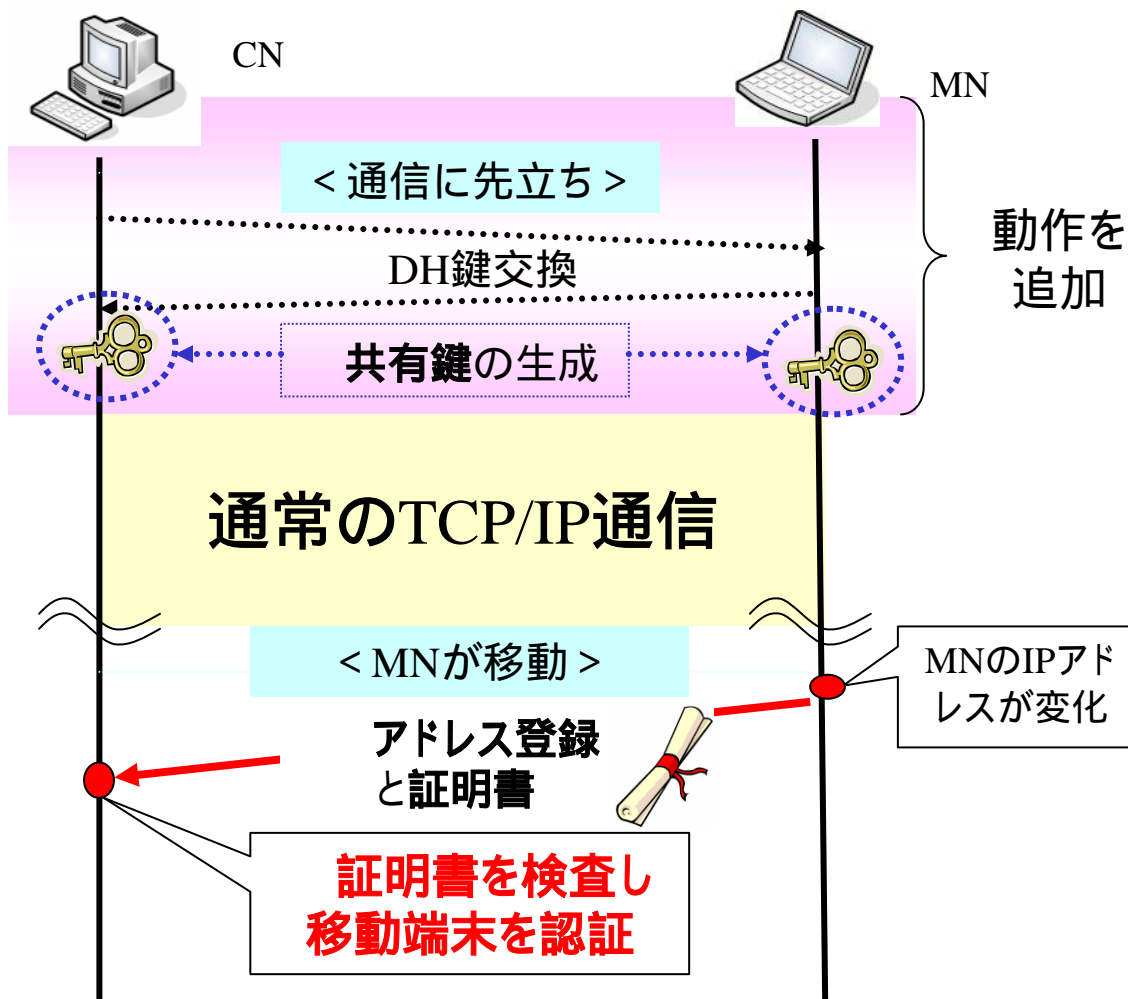 CN
MN
<通信に先立ち>
動作を
追加
DH鍵交換
共有鍵の生成
通常のTCP/IP通信
<MNが移動>
MNのIPアド
レスが変化
アドレス登録
と証明書
証明書を検査し
移動端末を認証